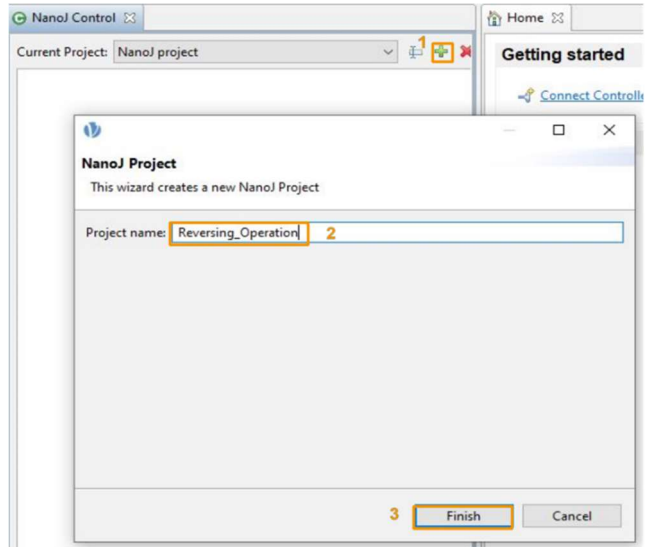 NanoJ Control
Home
Current Project: NanoJ project
1
Getting started
Connect
NanoJ Project
This wizard creates a new NanoJ Project
Project name: Reversing_Operation 2
3 Finish Cancel